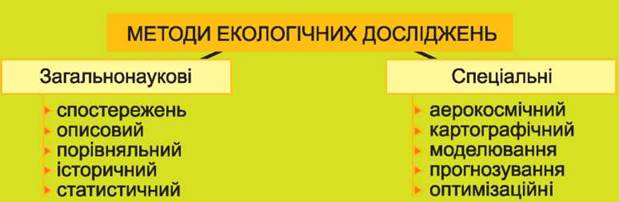 МЕТОДИ ЕКОЛОГІЧНИХ ДОСЛІДЖЕНЬ
Загальнонаукові
спостережень
описовий
порівняльний
історичний
статистичний
Спеціальні
аерокосмічний
картографічний
моделювання
прогнозування
оптимізаційні